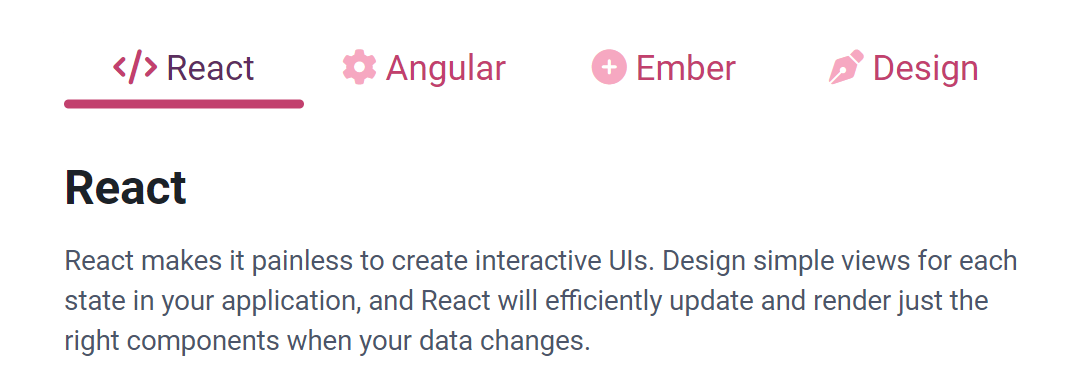 React Angular Ember Design
React
React makes it painless to create interactive UIs. Design simple views for each
state in your application, and React will efficiently update and render just the
right components when your data changes.